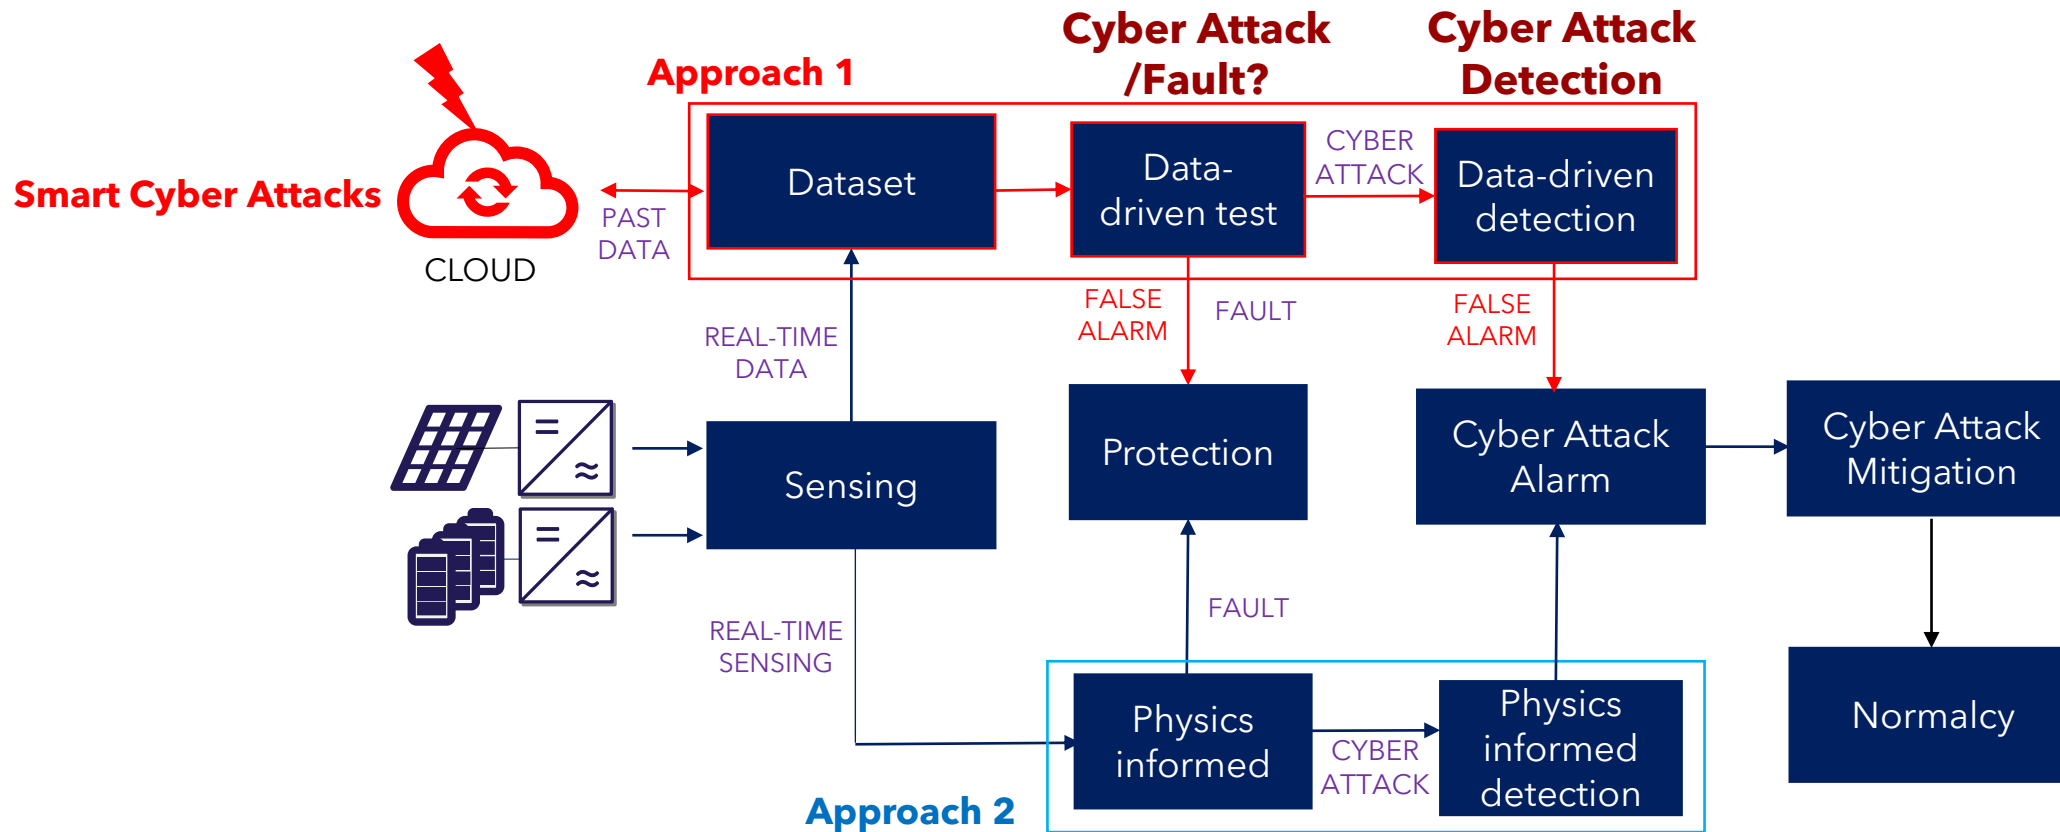 Cyber Attack
/Fault?
Cyber Attack
Detection
Approach 1
Smart Cyber Attacks
CLOUD
PAST
DATA
Dataset
Data-
driven test
CYBER
ATTACK
Data-driven
detection
REAL-TIME
DATA
FALSE
ALARM
FAULT
FALSE
ALARM
=
≈
Sensing
Protection
Cyber Attack
Alarm
Cyber Attack
Mitigation
=
≈
REAL-TIME
SENSING
FAULT
Physics
informed
CYBER
ATTACK
Physics
informed
detection
Normalcy
Approach 2